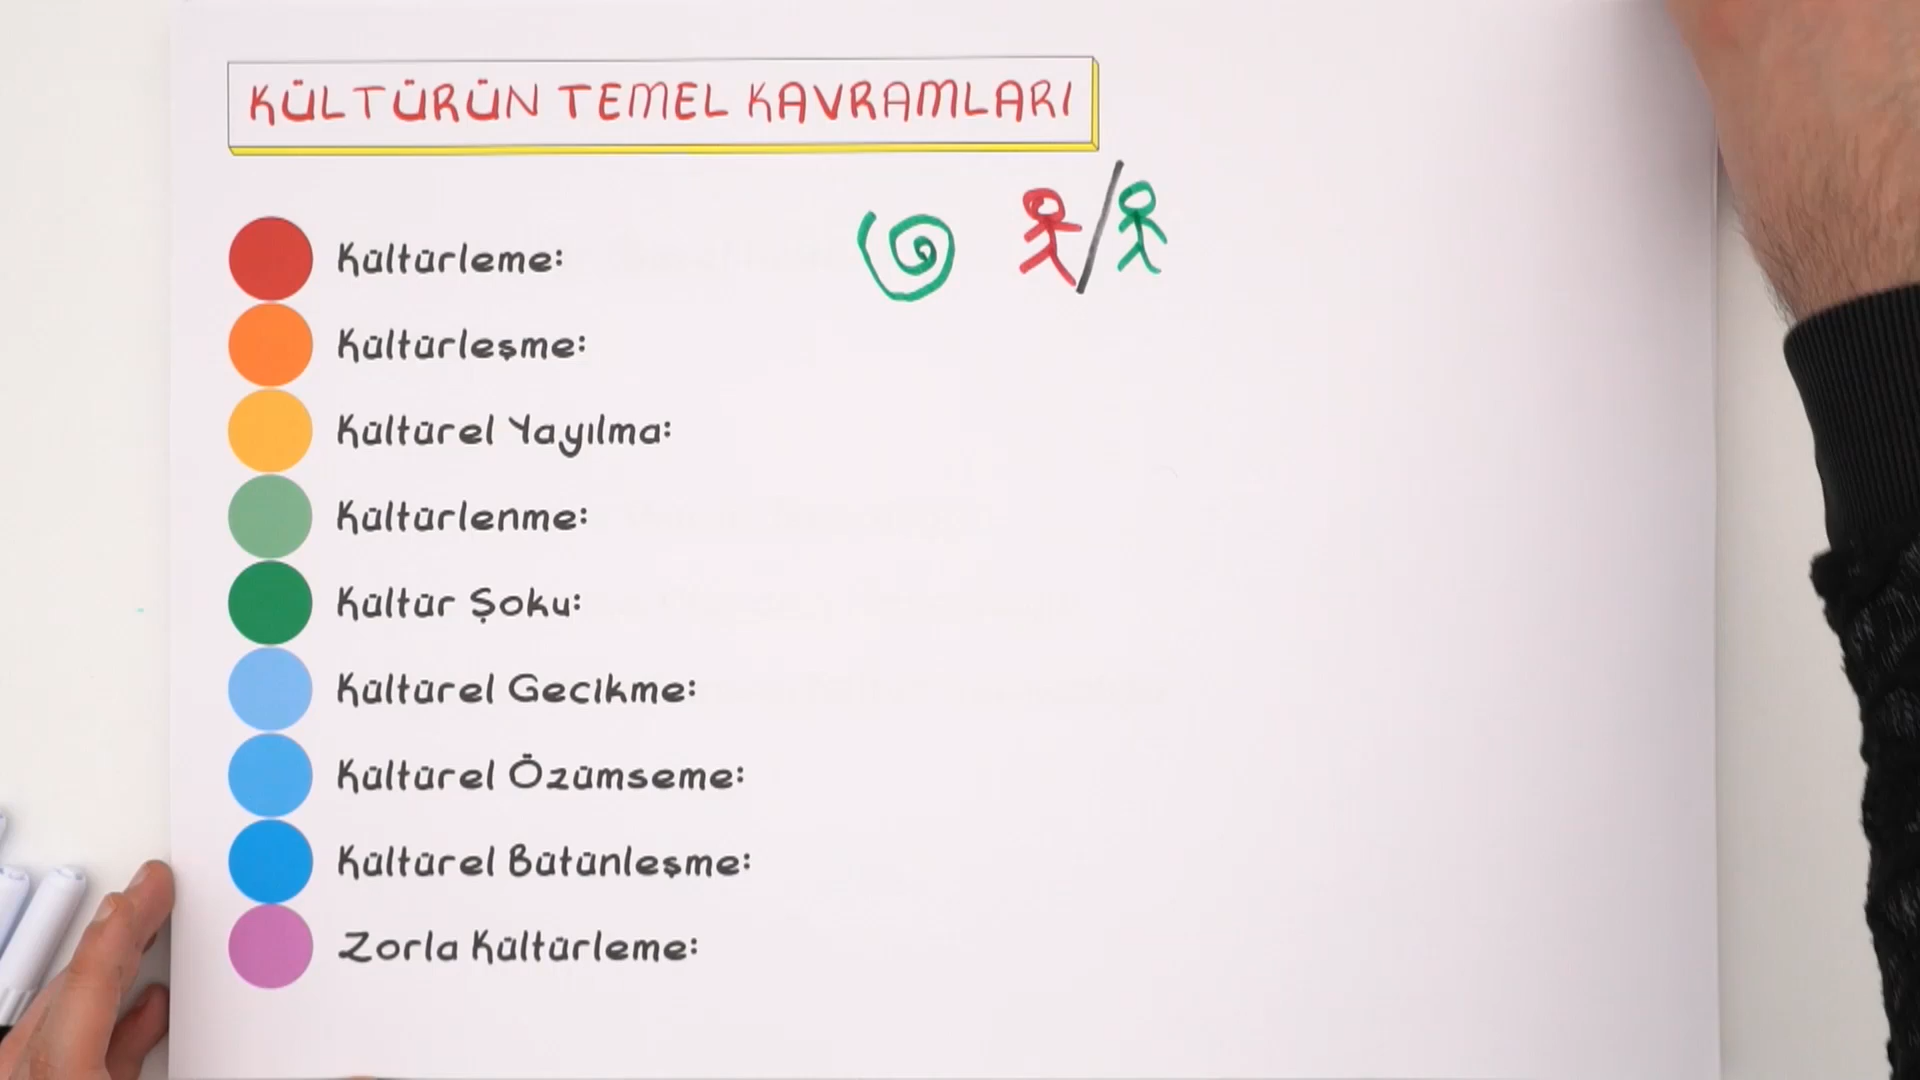 KÜLTÜRÜN TEMEL KAVRAMLARI
Kültürleme:
Kültürleşme:
Kültürel Yayılma:
Kültürlenme:
Kültür Şoku:
Kültürel Gecikme:
Kültürel Özümseme:
Kültürel Bütünleşme:
Zorla Kültürleme: